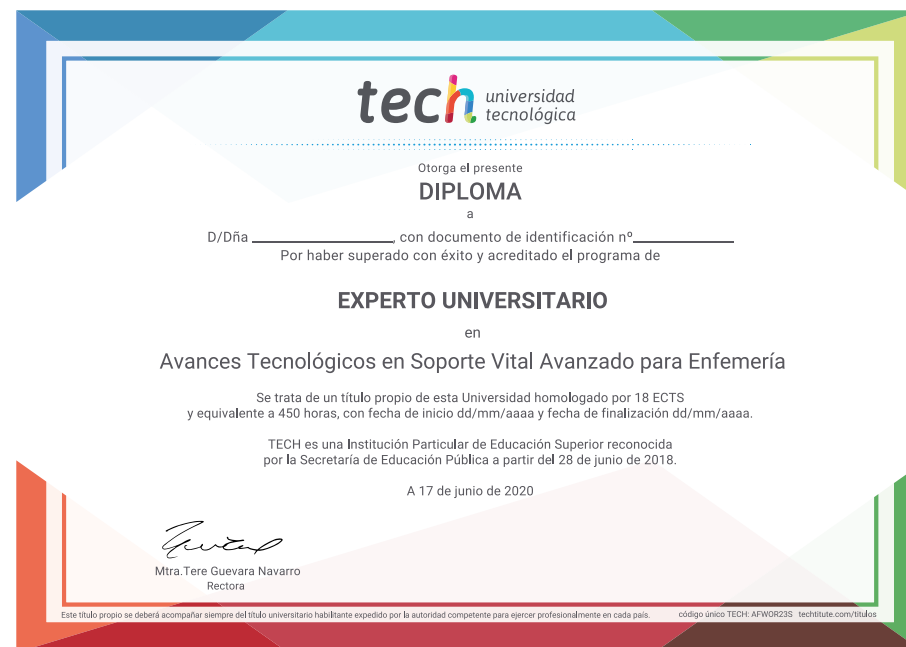 tech universidad
tecnológica
Otorga el presente
DIPLOMA
a
D/Dña ____________________, con documento de identificación nº______________
Por haber superado con éxito y acreditado el programa de
EXPERTO UNIVERSITARIO
en
Avances Tecnológicos en Soporte Vital Avanzado para Enfemería
Se trata de un título propio de esta Universidad homologado por 18 ECTS
y equivalente a 450 horas, con fecha de inicio dd/mm/aaaa y fecha de finalización dd/mm/aaaa.
TECH es una Institución Particular de Educación Superior reconocida
por la Secretaría de Educación Pública a partir del 28 de junio de 2018.
A 17 de junio de 2020
Mtra.Tere Guevara Navarro
Rectora
Este título propio se deberá acompañar siempre del título universitario habilitante expedido por la autoridad competente para ejercer profesionalmente en cada país. código único TECH: AFWOR23S techtitute.com/titulos